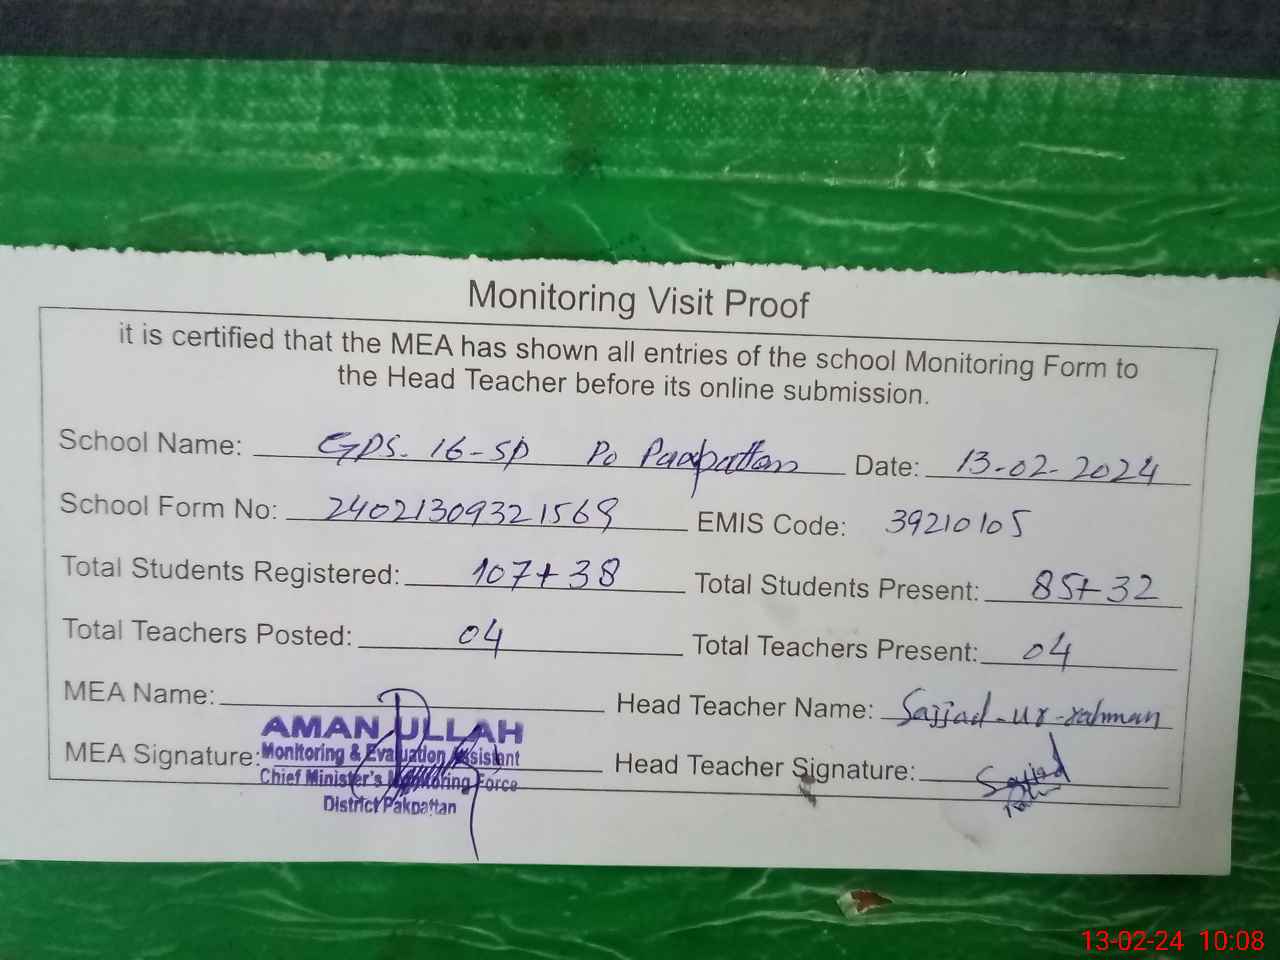 Monitoring Visit Proof
it is certified that the MEA has shown all entries of the school Monitoring Form to
the Head Teacher before its online submission.
School Name: GPS. 16-SP Po Paakpattan Date: 13-02-2024
School Form No: 24021309321569 EMIS Code: 39210105
Total Students Registered: 107+38 Total Students Present: 85+32
Total Teachers Posted: 04 Total Teachers Present: 04
MEA Name: Head Teacher Name: Sajjad-ur-rahman
AMAN ULLAH
MEA Signature: Monitoring & Evaluation Assistant Head Teacher Signature: Sajjad
Chief Minister's Monitoring Force
District Pakpattan
13-02-24 10:08